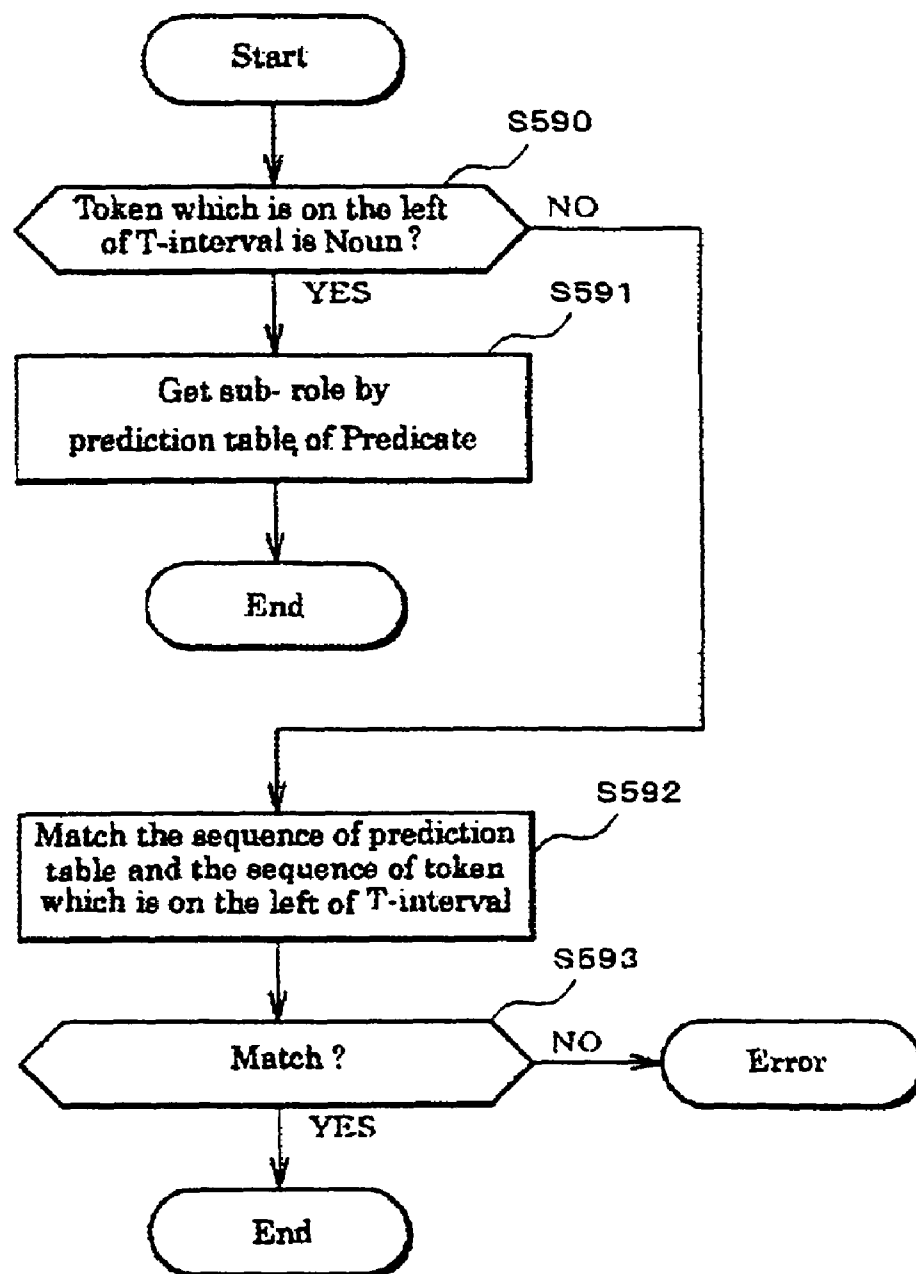 Start
S590
Token which is on the left
of T-interval is Noun?
NO
YES
S591
Get sub- role by
prediction table of Predicate
End
S592
Match the sequence of prediction
table and the sequence of token
which is on the left of T-interval
S593
Match?
NO
Error
YES
End